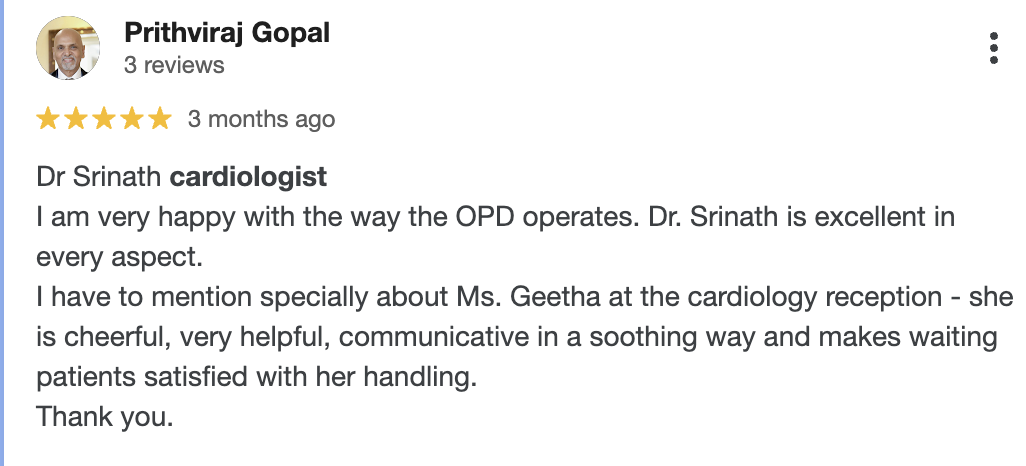 Prithviraj Gopal
3 reviews
3 months ago
Dr Srinath cardiologist
I am very happy with the way the OPD operates. Dr. Srinath is excellent in
every aspect.
I have to mention specially about Ms. Geetha at the cardiology reception - she
is cheerful, very helpful, communicative in a soothing way and makes waiting
patients satisfied with her handling.
Thank you.